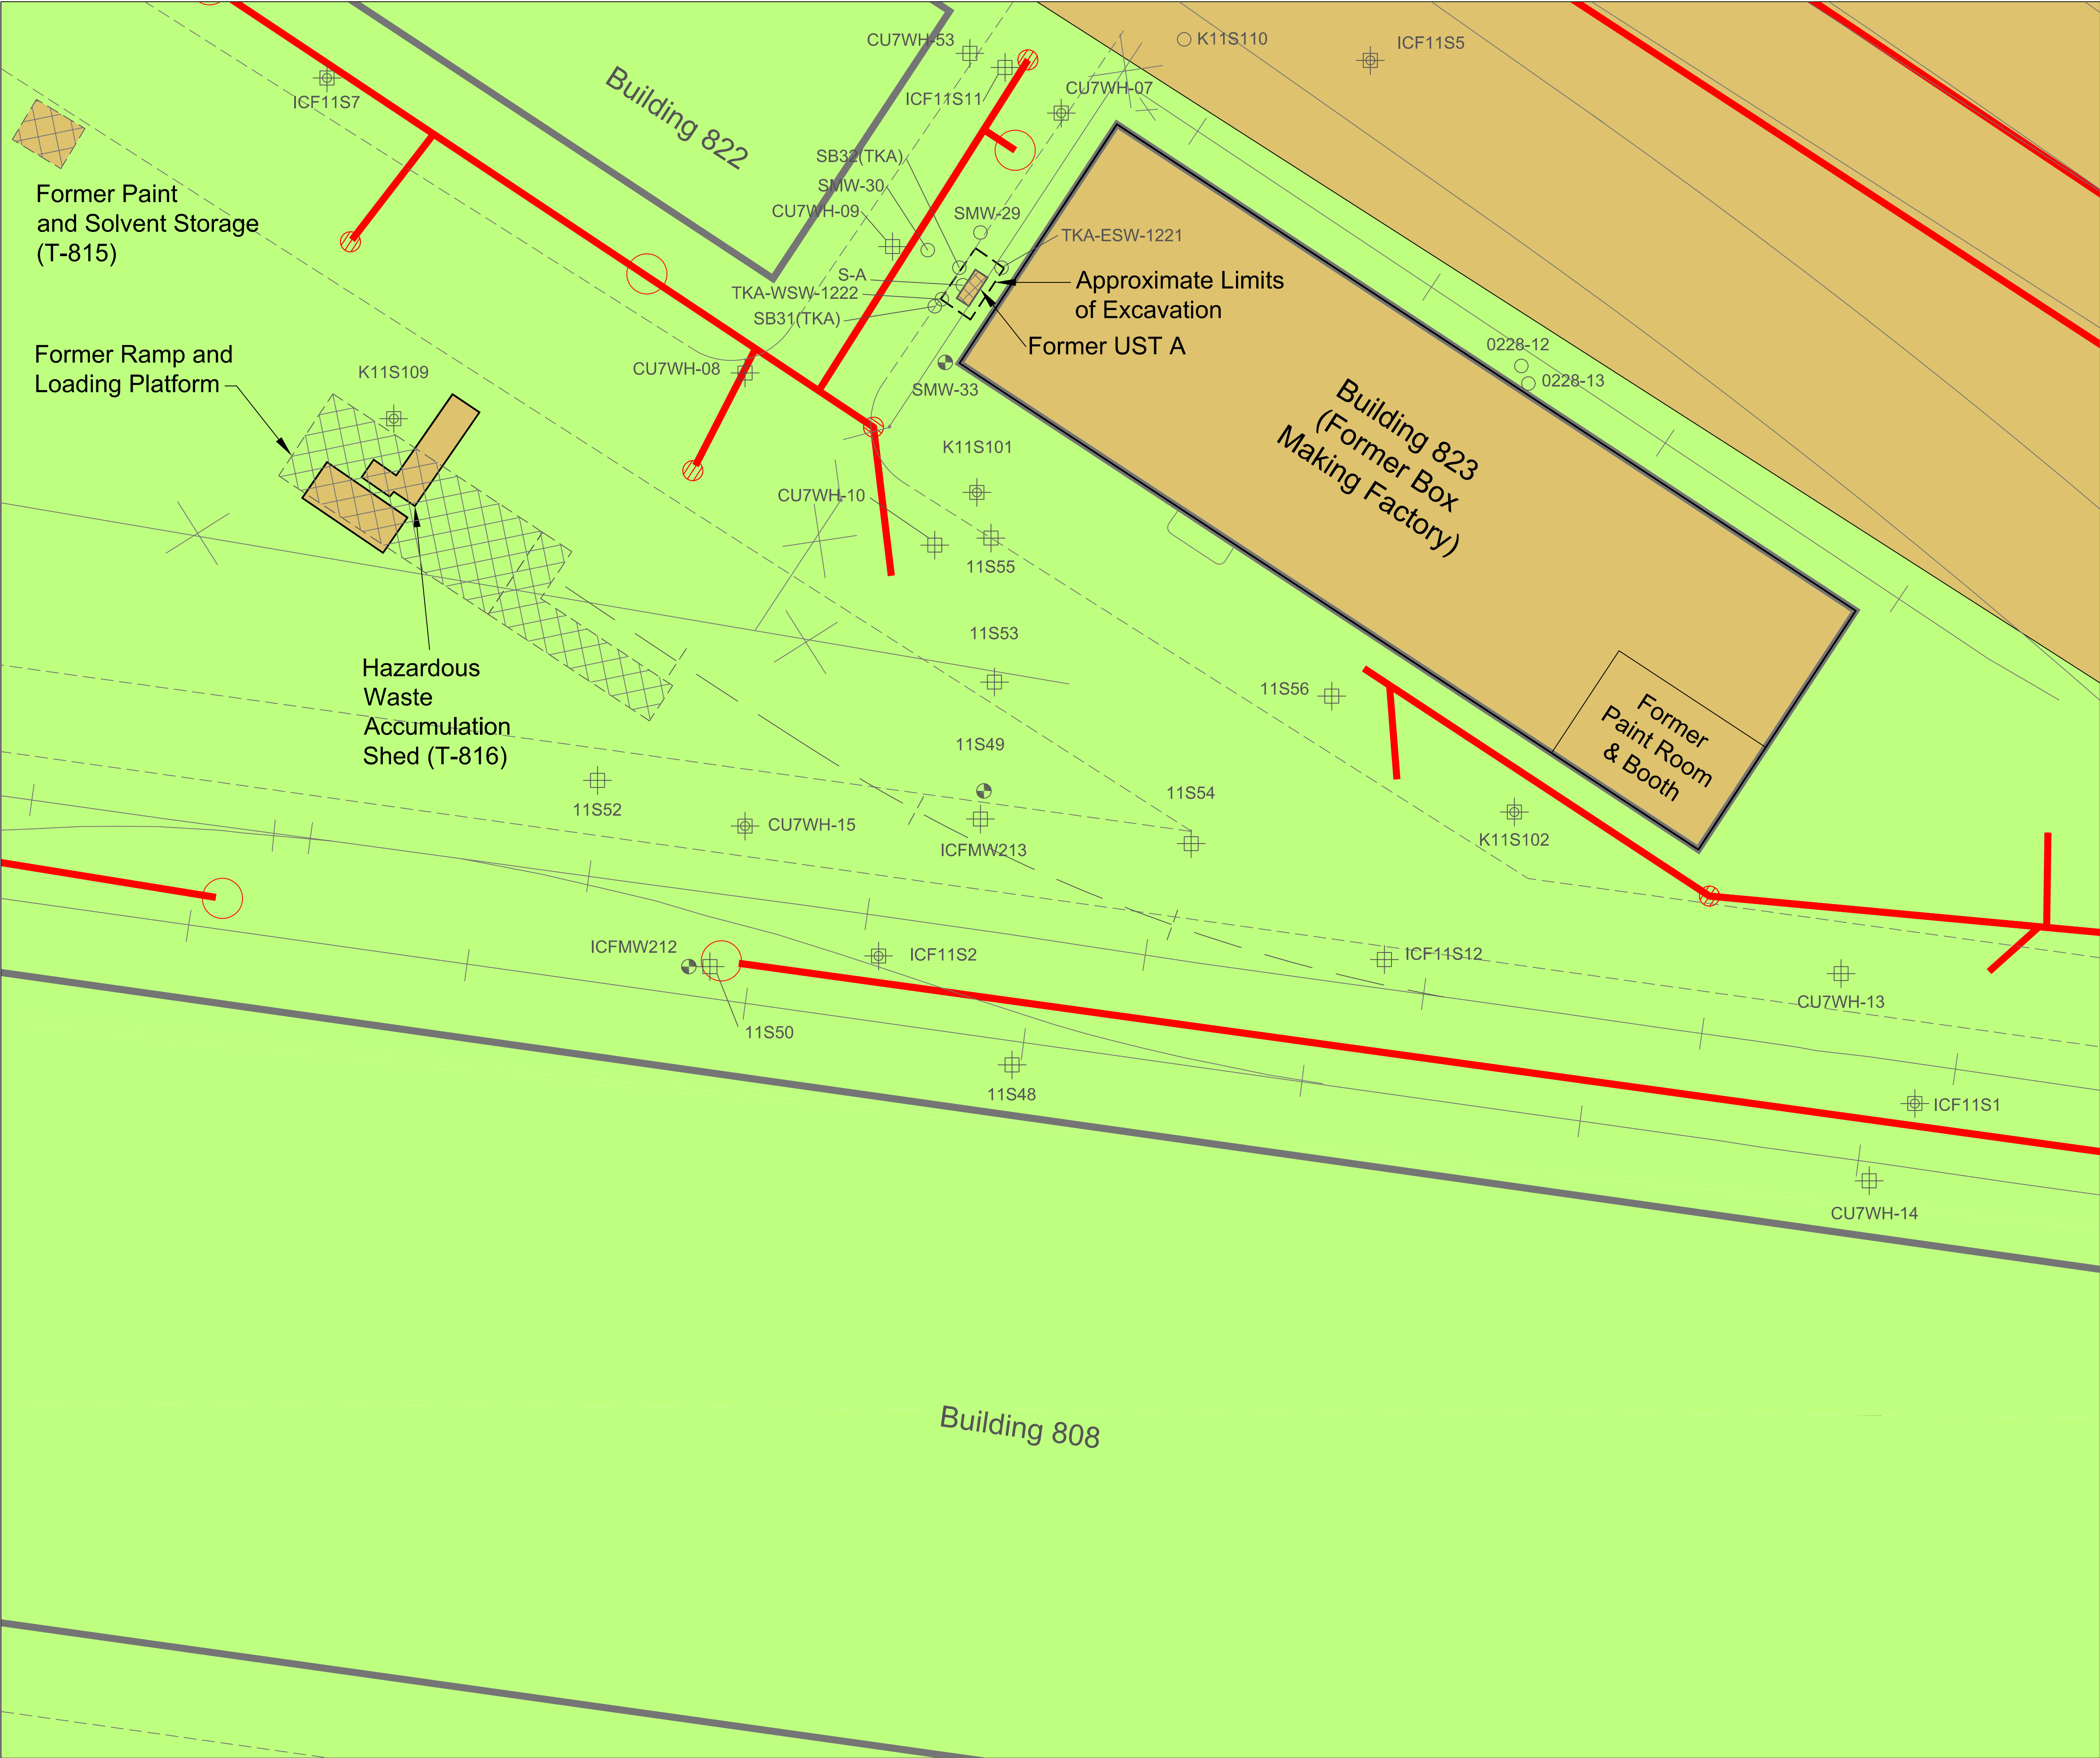 CU7WH-53
K11S110
ICF11S5
ICF11S7
ICF11S11
CU7WH-07
Building 822
Former Paint
and Solvent Storage
(T-815)
SB32(TKA)
SMW-30
CU7WH-09
SMW-29
TKA-ESW-1221
S-A
TKA-WSW-1222
SB31(TKA)
Approximate Limits
of Excavation
Former UST A
Former Ramp and
Loading Platform
K11S109
CU7WH-08
SMW-33
0228-12
0228-13
Building 823
(Former Box
Making Factory)
K11S101
CU7WH-10
11S55
11S53
Hazardous
Waste
Accumulation
Shed (T-816)
11S56
Former
Paint Room
& Booth
11S49
11S54
11S52
CU7WH-15
ICFMW213
K11S102
ICFMW212
ICF11S2
ICF11S12
CU7WH-13
11S50
11S48
ICF11S1
CU7WH-14
Building 808